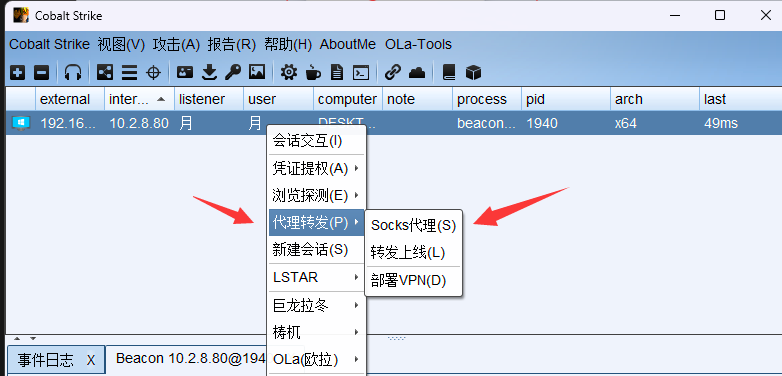 Cobalt Strike
Cobalt Strike 视图(V) 攻击(A) 报告(R) 帮助(H) AboutMe OLa-Tools
external inter... listener user computer note process pid arch last
192.16... 10.2.8.80 月 月 DESKT... beacon... 1940 x64 49ms
会话交互(I)
凭证提权(A)
浏览探测(E)
代理转发(P)
Socks代理(S)
转发上线(L)
部署VPN(D)
新建会话(S)
LSTAR
巨龙拉冬
梼杌
OLa(欧拉)
事件日志 X
Beacon 10.2.8.80@194